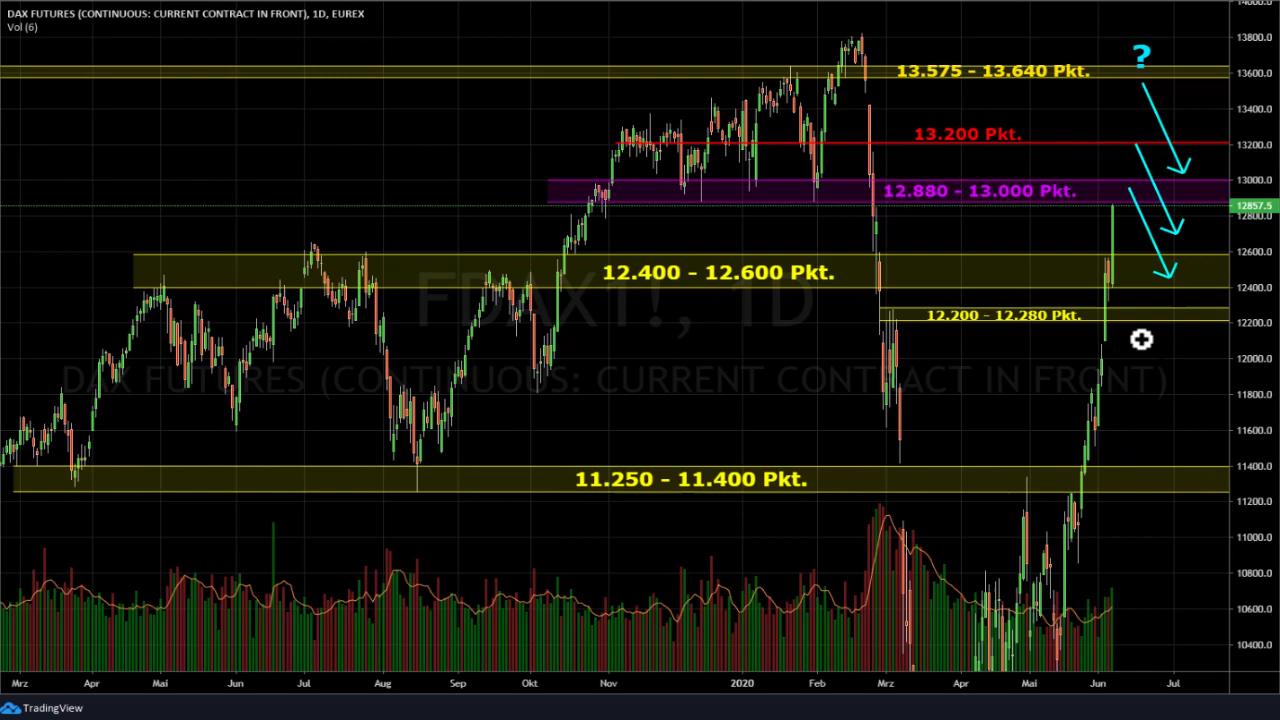 DAX FUTURES (CONTINUOUS: CURRENT CONTRACT IN FRONT), 1D, EUREX
Vol (6)
14000.0
13800.0
?
13.575 - 13.640 Pkt.
13600.0
13400.0
13.200 Pkt.
13200.0
13000.0
12.880 - 13.000 Pkt.
12857.5
12800.0
12600.0
12.400 - 12.600 Pkt.
12400.0
FDAX1!, 1D
12.200 - 12.280 Pkt.
12200.0
12000.0
DAX FUTURES (CONTINUOUS: CURRENT CONTRACT IN FRONT)
11800.0
11600.0
11400.0
11.250 - 11.400 Pkt.
11200.0
11000.0
10800.0
10600.0
10400.0
Mrz Apr Mai Jun Jul Aug Sep Okt Nov 2020 Feb Mrz Apr Mai Jun Jul
TradingView